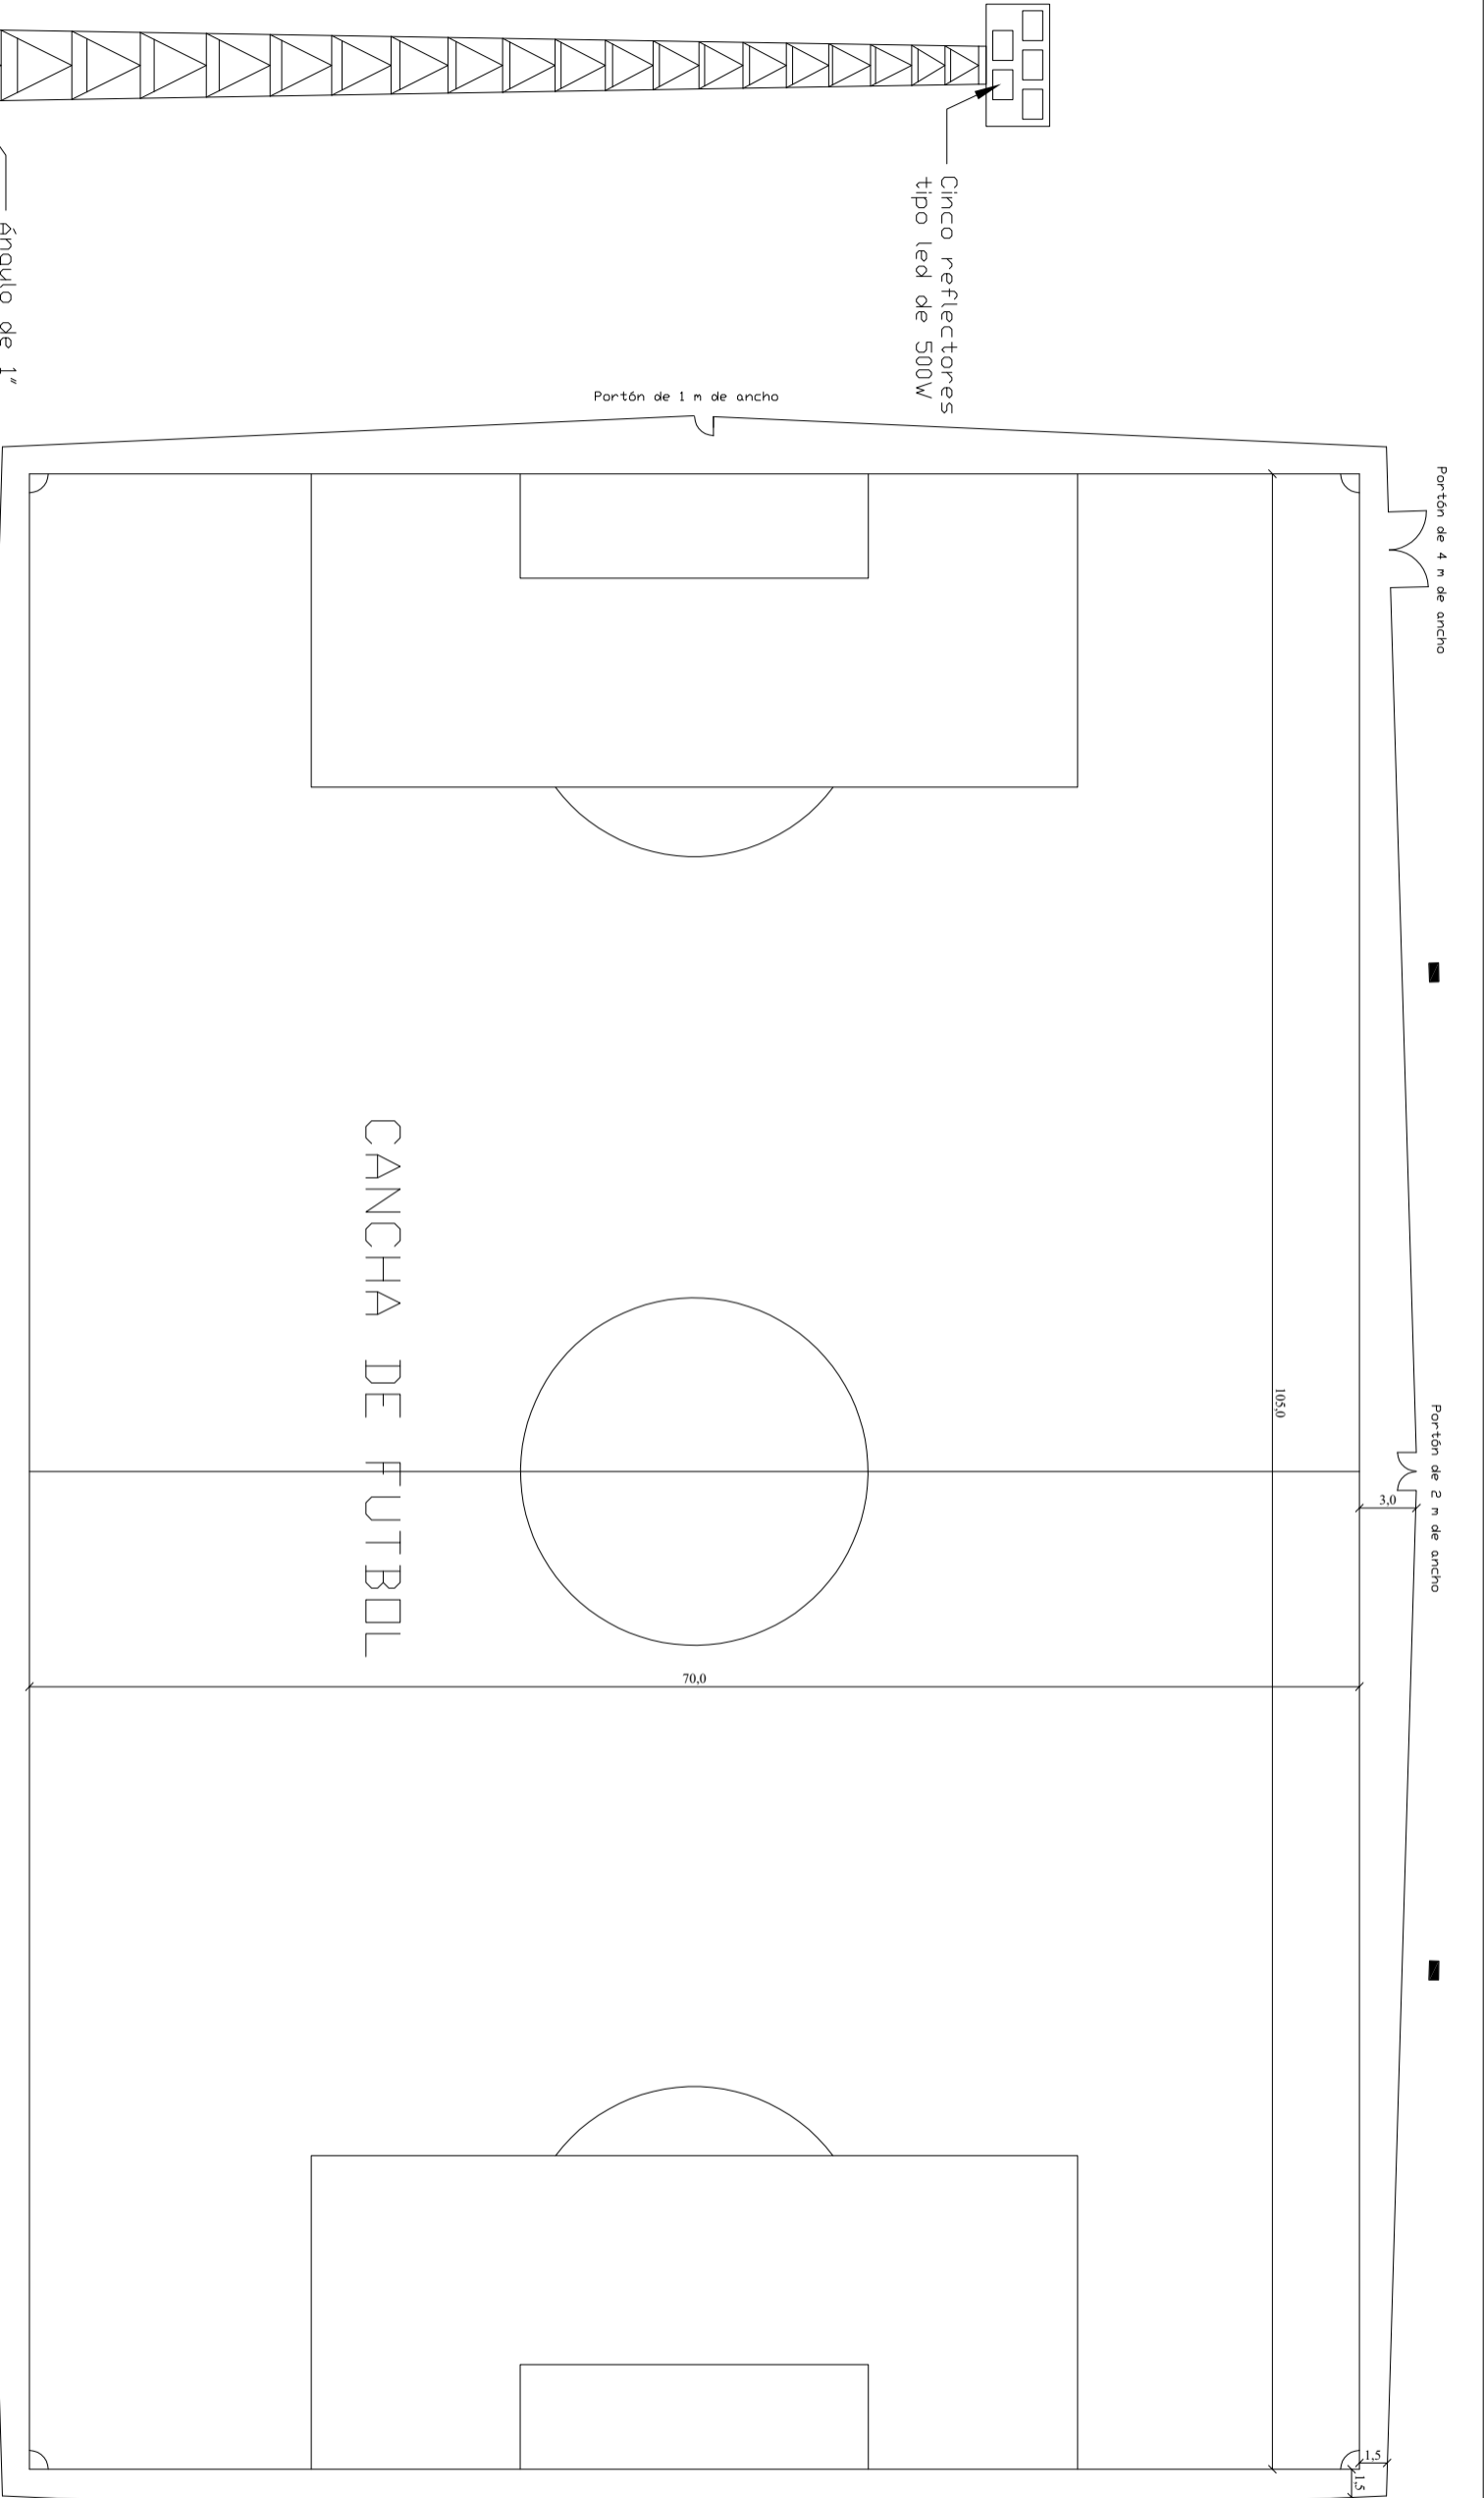 Cinco reflectores
tipo led de 500W
Ángulo de 1"
Portón de 1 m de ancho
Portón de 4 m de ancho
Portón de 2 m de ancho
CANCHA DE FUTBOL
105,0
3,0
70,0
1,5
1,5